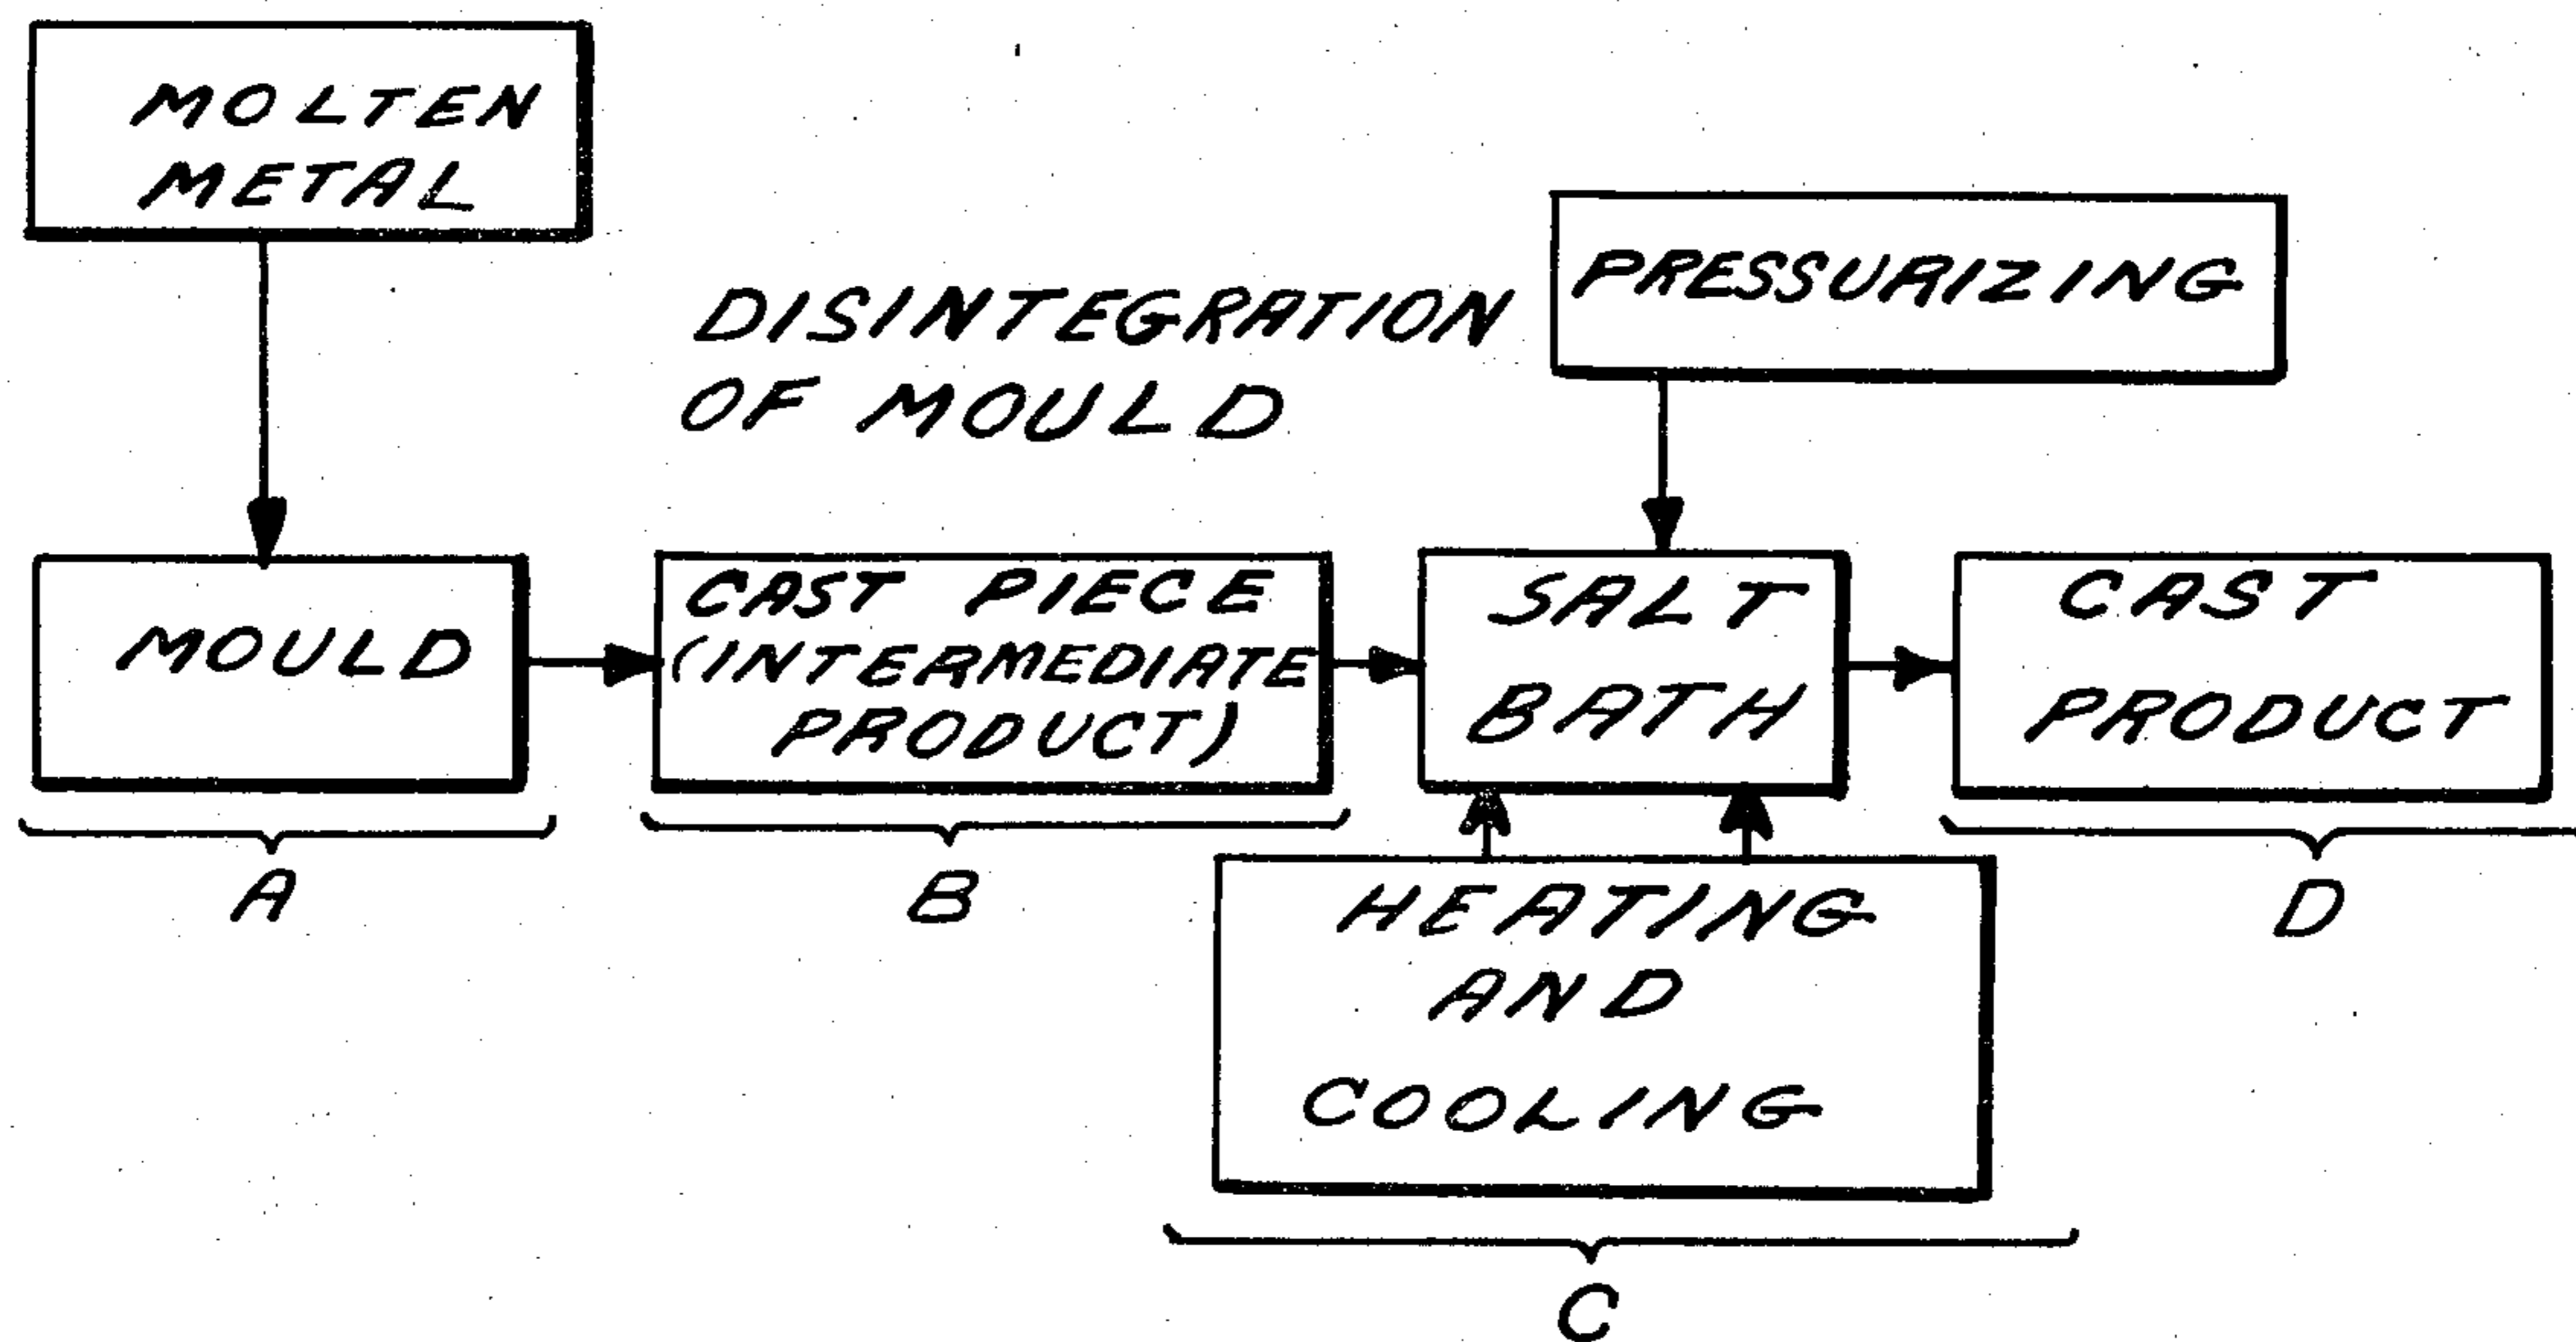 MOLTEN
METAL
DISINTEGRATION
OF MOULD
PRESSURIZING
MOULD
CAST PIECE
(INTERMEDIATE
PRODUCT)
SALT
BATH
CAST
PRODUCT
A
B
HEATING
AND
COOLING
D
C